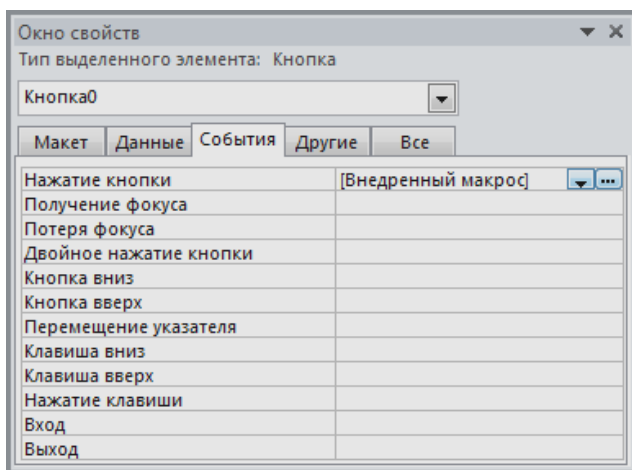 Окно свойств
Тип выделенного элемента: Кнопка
Кнопка0
Макет Данные События Другие Все
Нажатие кнопки [Внедренный макрос]
Получение фокуса
Потеря фокуса
Двойное нажатие кнопки
Кнопка вниз
Кнопка вверх
Перемещение указателя
Клавиша вниз
Клавиша вверх
Нажатие клавиши
Вход
Выход